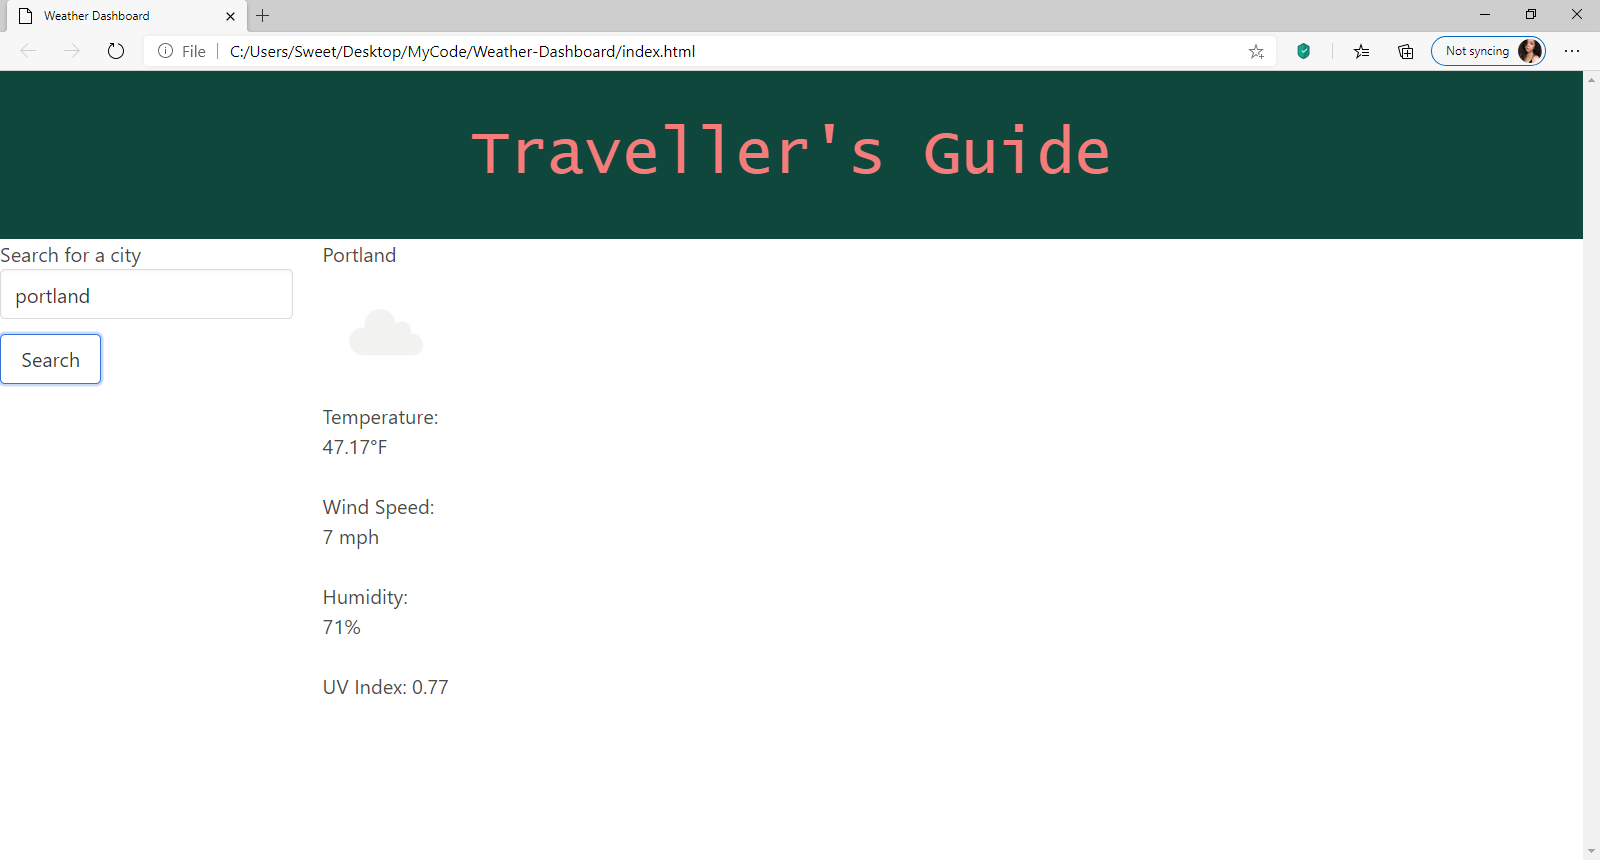 Weather Dashboard
File
C:/Users/Sweet/Desktop/MyCode/Weather-Dashboard/index.html
Not syncing
Traveller's Guide
Search for a city
portland
Search
Portland
Temperature:
47.17°F
Wind Speed:
7 mph
Humidity:
71%
UV Index: 0.77